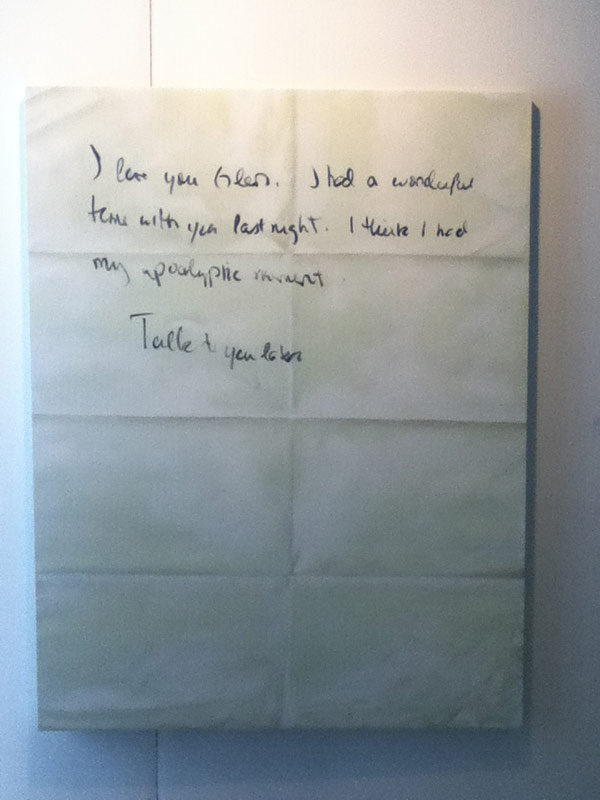 I love you Glen. I had a wonderful
time with you last night. I think I had
my apocalyptic moment
Talk to you later